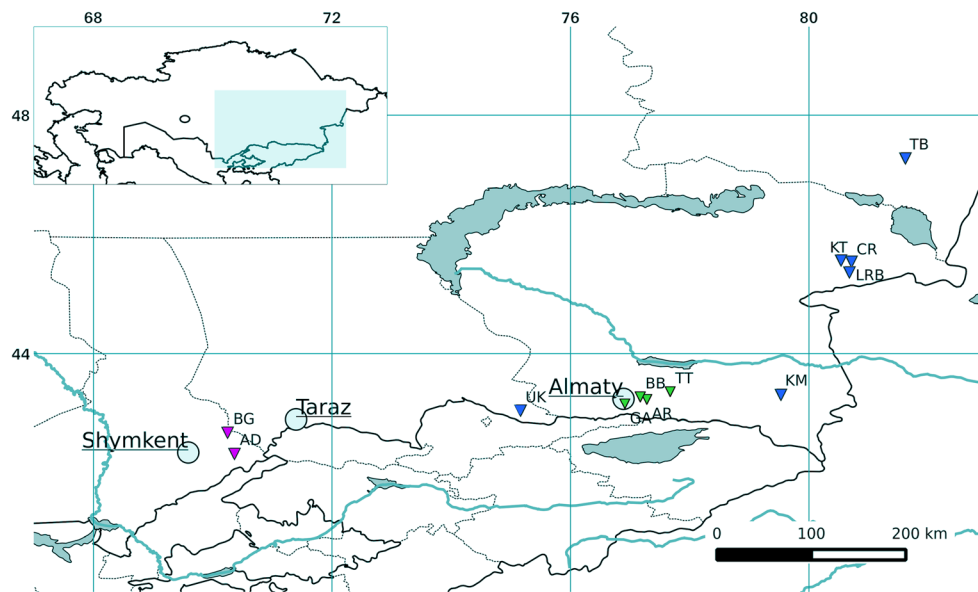 68 72 76 80
48
TB
KT CR
LRB
44
Almaty BB TT KM
UK GA AR
Taraz
BG
Shymkent AD
0 100 200 km